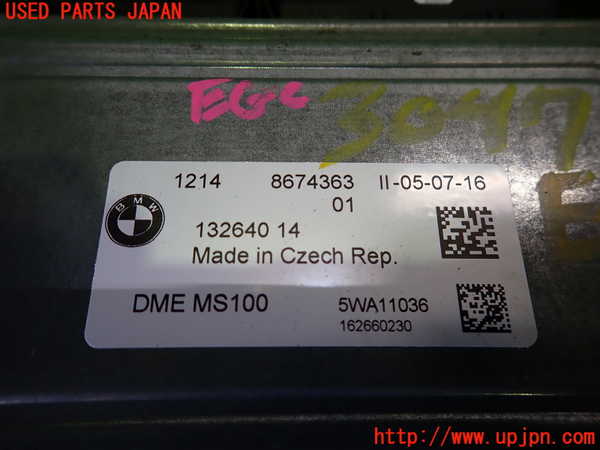 USED PARTS JAPAN
EGC 3047
E
1214 8674363 II-05-07-16
01
BMW
132640 14
Made in Czech Rep.
DME MS100 5WA11036
162660230
http://www.upjpn.com/